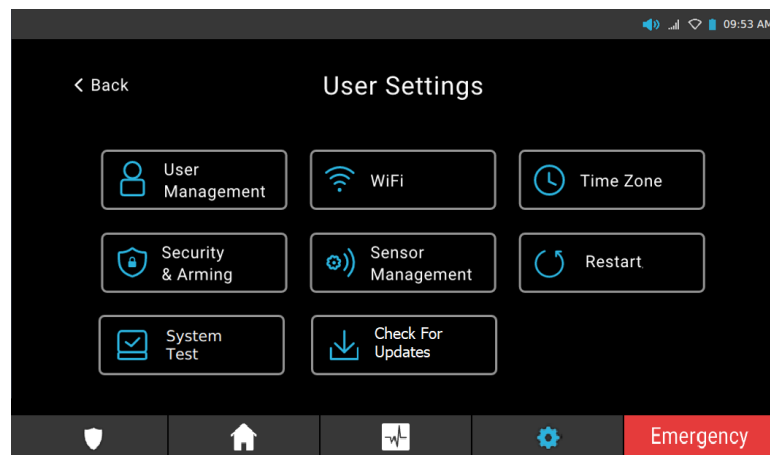 09:53 AM
Back
User Settings
User
Management
WiFi
Time Zone
Security
& Arming
Sensor
Management
Restart
System
Test
Check For
Updates
Emergency